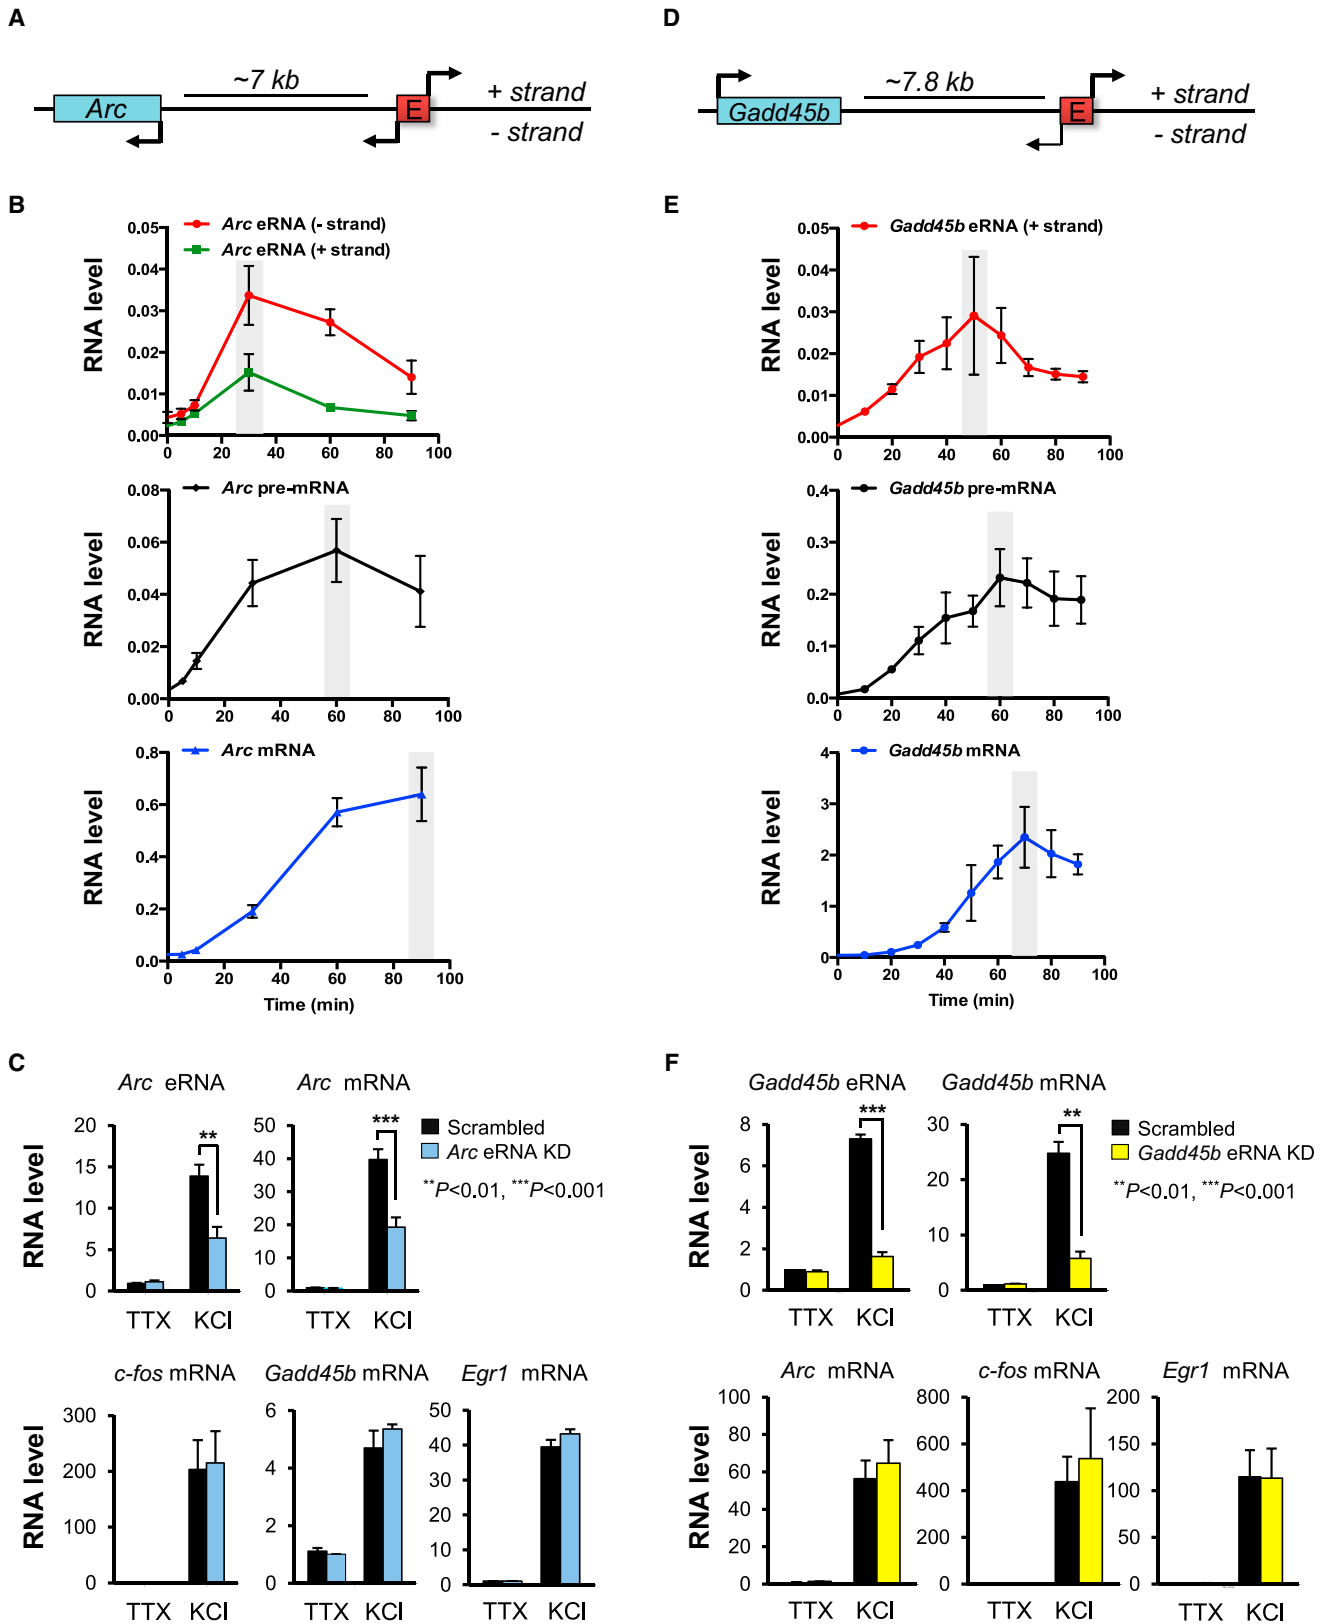 A
Arc
~7 kb
E
+ strand
- strand
B
Arc eRNA (- strand)
Arc eRNA (+ strand)
RNA level
0.05
0.04
0.03
0.02
0.01
0.00
0 20 40 60 80 100
Arc pre-mRNA
RNA level
0.08
0.06
0.04
0.02
0.00
0 20 40 60 80 100
Arc mRNA
RNA level
0.8
0.6
0.4
0.2
0.0
0 20 40 60 80 100
Time (min)
C
Arc eRNA
RNA level
20
15
10
5
0
**
TTX KCl
Arc mRNA
50
40
30
20
10
0
***
TTX KCl
Scrambled
Arc eRNA KD
**P<0.01, ***P<0.001
c-fos mRNA
RNA level
300
200
100
0
TTX KCl
Gadd45b mRNA
6
4
2
0
TTX KCl
Egr1 mRNA
50
40
30
20
10
0
TTX KCl
D
Gadd45b
~7.8 kb
E
+ strand
- strand
E
Gadd45b eRNA (+ strand)
RNA level
0.05
0.04
0.03
0.02
0.01
0.00
0 20 40 60 80 100
Gadd45b pre-mRNA
RNA level
0.4
0.3
0.2
0.1
0.0
0 20 40 60 80 100
Gadd45b mRNA
RNA level
4
3
2
1
0
0 20 40 60 80 100
Time (min)
F
Gadd45b eRNA
RNA level
8
6
4
2
0
***
TTX KCl
Gadd45b mRNA
30
20
10
0
**
TTX KCl
Scrambled
Gadd45b eRNA KD
**P<0.01, ***P<0.001
Arc mRNA
RNA level
100
80
60
40
20
0
TTX KCl
c-fos mRNA
800
600
400
200
0
TTX KCl
Egr1 mRNA
200
150
100
50
0
TTX KCl